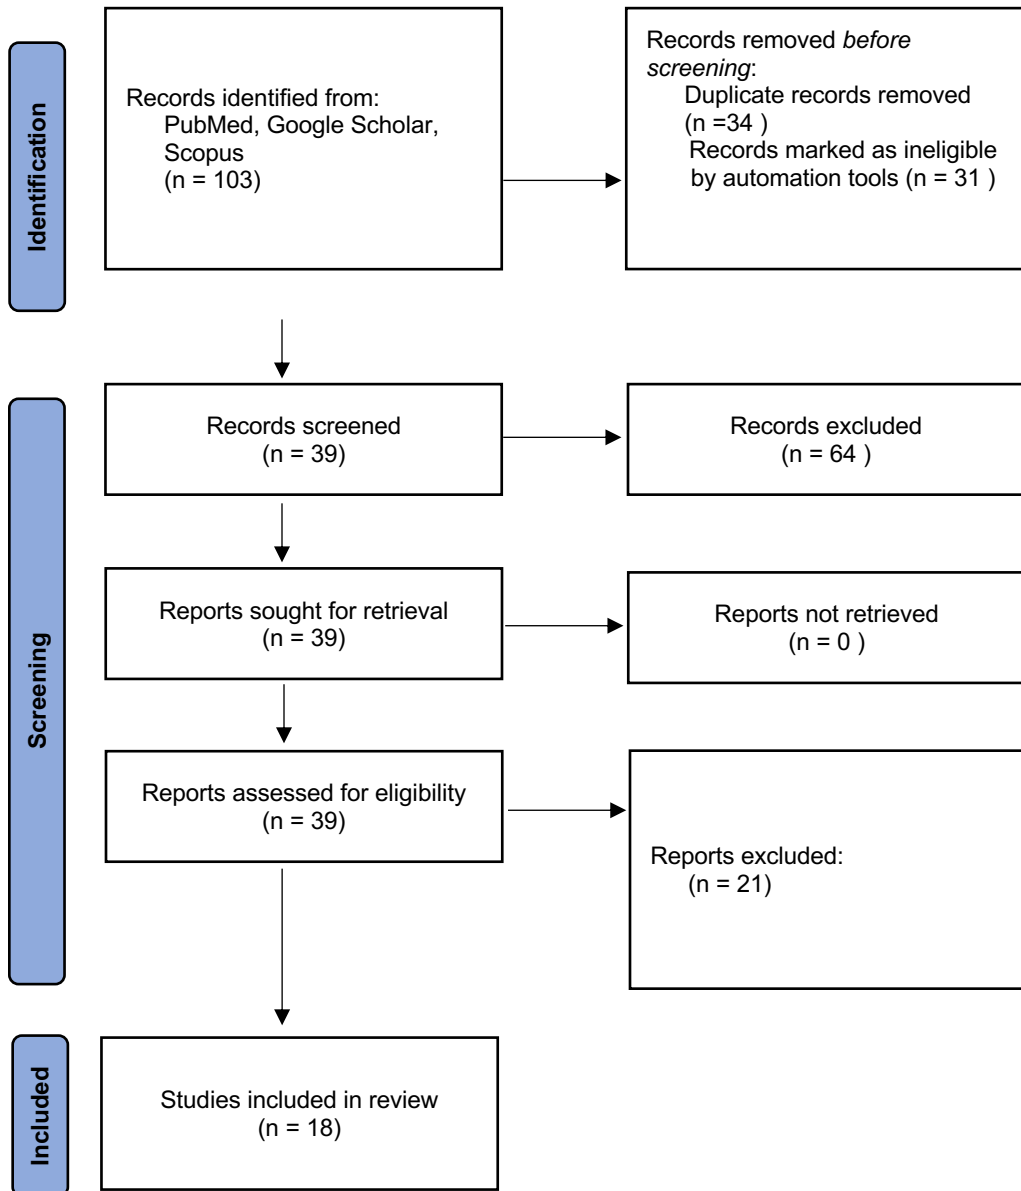 Identification
Records identified from:
PubMed, Google Scholar,
Scopus
(n = 103)
Records removed before
screening:
Duplicate records removed
(n =34 )
Records marked as ineligible
by automation tools (n = 31 )
Screening
Records screened
(n = 39)
Records excluded
(n = 64 )
Reports sought for retrieval
(n = 39)
Reports not retrieved
(n = 0 )
Reports assessed for eligibility
(n = 39)
Reports excluded:
(n = 21)
Included
Studies included in review
(n = 18)